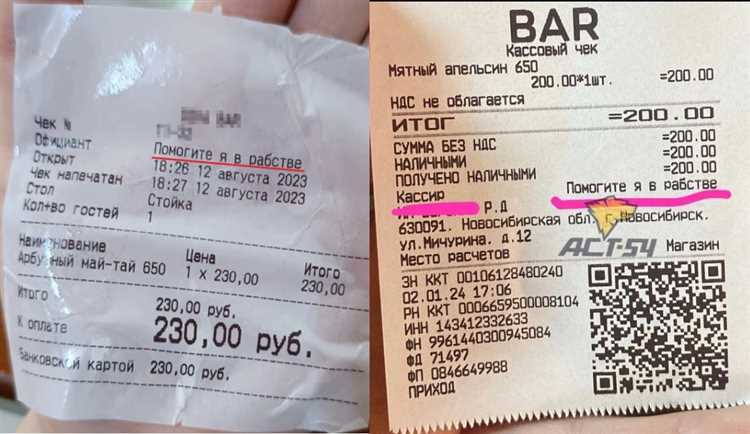 BAR
Чек №
Официант Помогите я в рабстве
Открыт 18:26 12 августа 2023
Чек напечатан 18:27 12 августа 2023
Стол Стойка
Кол+во гостей 1
Наименование Цена Итого
Арбузный май-тай 650 1 x 230,00 230,00
Итого 230,00 руб.
К оплате 230,00 руб.
Банковской картой 230,00 руб.
BAR
Кассовый чек
Мятный апельсин 650
200.00*1шт. =200.00
НДС не облагается
ИТОГ =200.00
СУММА БЕЗ НДС =200.00
НАЛИЧНЫМИ =200.00
ПОЛУЧЕНО НАЛИЧНЫМИ =200.00
Кассир Помогите я в рабстве
Р.Д
630091. Новосибирская обл. г.Новосибирск.
ул.Мичурина. д.12
АСТ-54
Место расчетов Магазин
ЗН ККТ 00106128480240
02.01.24 17:06
РН ККТ 0006659500008104
ИНН 143412332633
ФН 9961440300945084
ФД 71497
ФП 0846649988
ПРИХОД